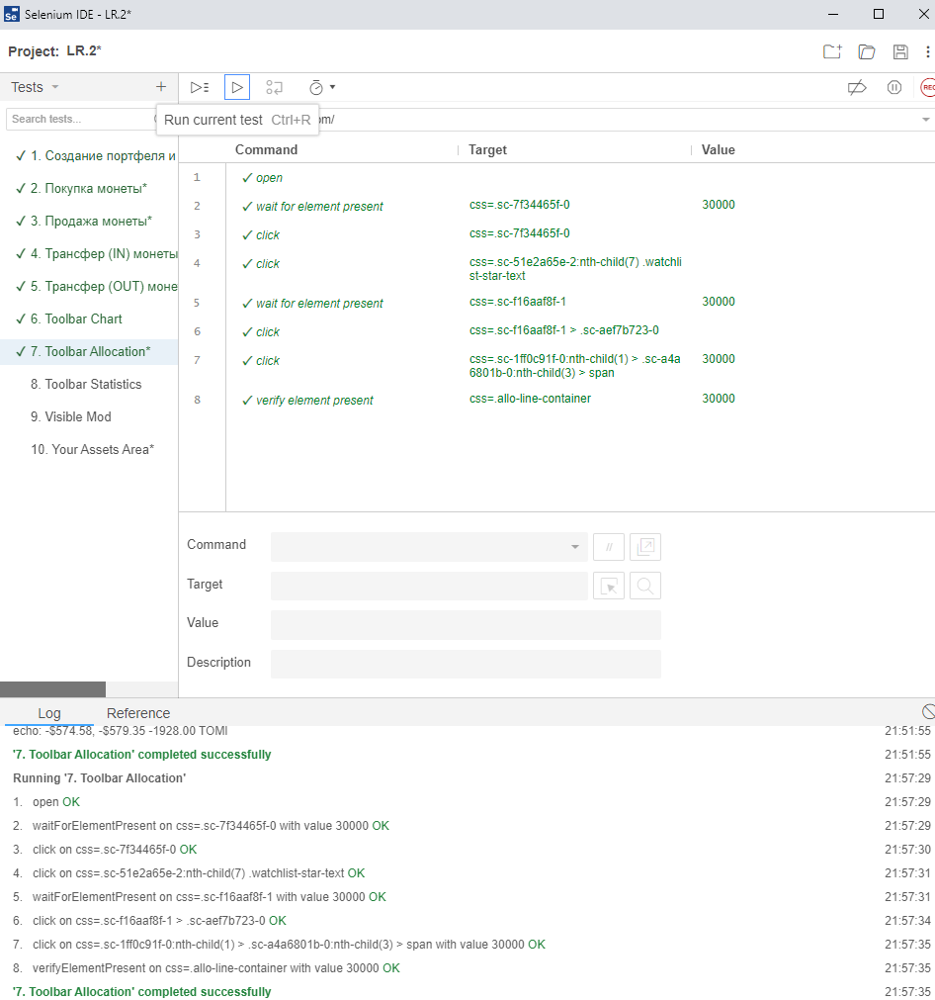 Selenium IDE - LR.2*
Project: LR.2*
Tests
Run current test Ctrl+R
om/
REC
Search tests...
Command Target Value
1. Создание портфеля и
2. Покупка монеты*
3. Продажа монеты*
4. Трансфер (IN) монеты
5. Трансфер (OUT) моне
6. Toolbar Chart
7. Toolbar Allocation*
8. Toolbar Statistics
9. Visible Mod
10. Your Assets Area*
1 open
2 wait for element present css=.sc-7f34465f-0 30000
3 click css=.sc-7f34465f-0
4 click css=.sc-51e2a65e-2:nth-child(7) .watchli
st-star-text
5 wait for element present css=.sc-f16aaf8f-1 30000
6 click css=.sc-f16aaf8f-1 > .sc-aef7b723-0
7 click css=.sc-1ff0c91f-0:nth-child(1) > .sc-a4a 30000
6801b-0:nth-child(3) > span
8 verify element present css=.allo-line-container 30000
Command //
Target
Value
Description
Log Reference
echo: -$574.58, -$579.35 -1928.00 TOMI 21:51:55
'7. Toolbar Allocation' completed successfully 21:51:55
Running '7. Toolbar Allocation' 21:57:29
1. open OK 21:57:29
2. waitForElementPresent on css=.sc-7f34465f-0 with value 30000 OK 21:57:29
3. click on css=.sc-7f34465f-0 OK 21:57:30
4. click on css=.sc-51e2a65e-2:nth-child(7) .watchlist-star-text OK 21:57:31
5. waitForElementPresent on css=.sc-f16aaf8f-1 with value 30000 OK 21:57:31
6. click on css=.sc-f16aaf8f-1 > .sc-aef7b723-0 OK 21:57:34
7. click on css=.sc-1ff0c91f-0:nth-child(1) > .sc-a4a6801b-0:nth-child(3) > span with value 30000 OK 21:57:35
8. verifyElementPresent on css=.allo-line-container with value 30000 OK 21:57:35
'7. Toolbar Allocation' completed successfully 21:57:35